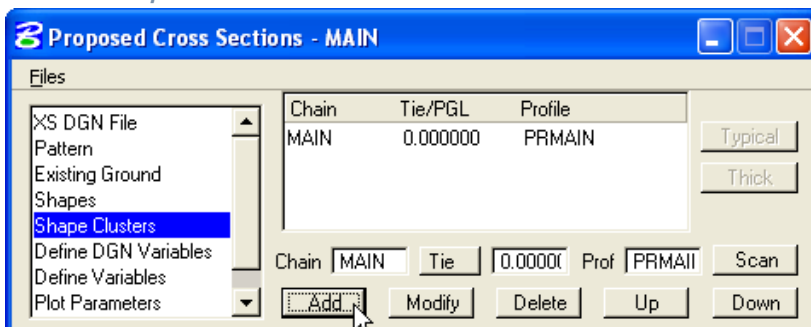 Proposed Cross Sections - MAIN
Files
XS DGN File
Pattern
Existing Ground
Shapes
Shape Clusters
Define DGN Variables
Define Variables
Plot Parameters
Chain Tie/PGL Profile
MAIN 0.000000 PRMAIN
Typical
Thick
Chain MAIN Tie 0.0000( Prof PRMAII Scan
Add Modify Delete Up Down